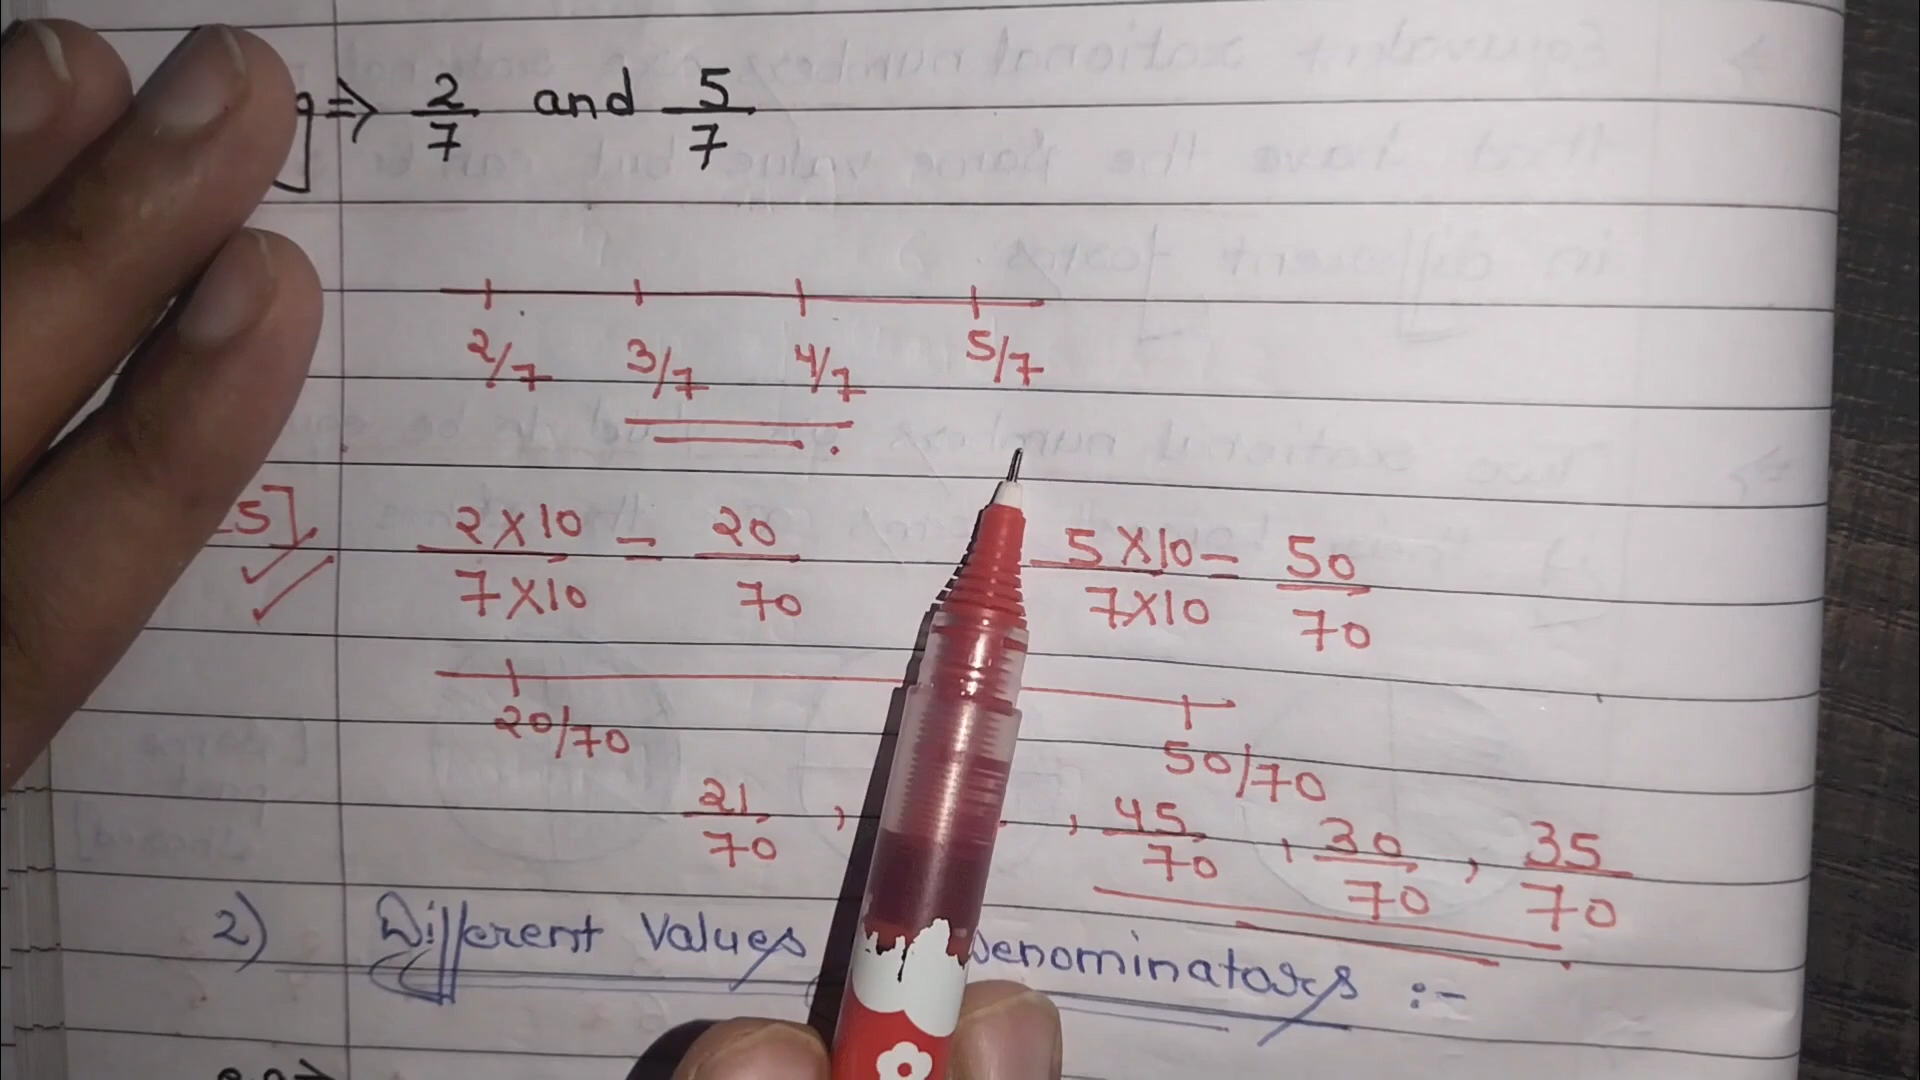 g ⇒ 2/7 and 5/7
2/7 3/7 4/7 5/7
5] 2×10/7×10 = 20/70 5×10/7×10 = 50/70
20/70 50/70
21/70 , , 45/70 , 30/70 , 35/70
2) Different Values Denominators :-